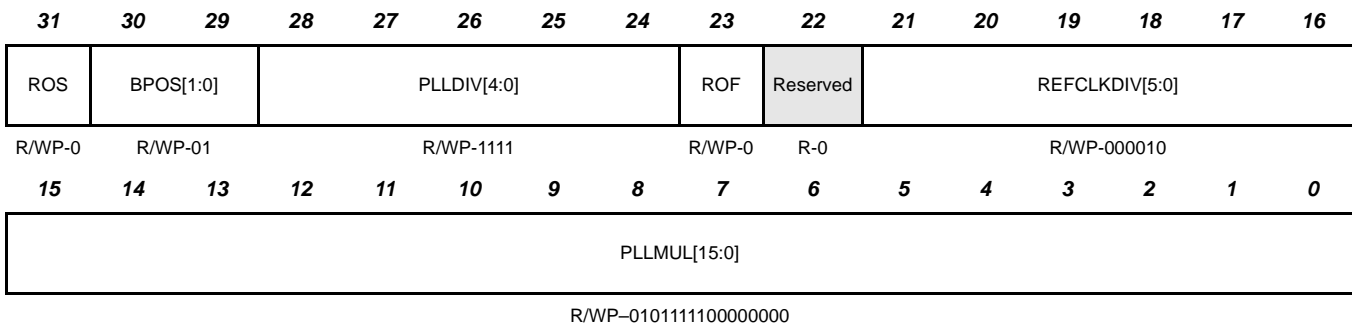 31 30 29 28 27 26 25 24 23 22 21 20 19 18 17 16
ROS BPOS[1:0] PLLDIV[4:0] ROF Reserved REFCLKDIV[5:0]
R/WP-0 R/WP-01 R/WP-1111 R/WP-0 R-0 R/WP-000010
15 14 13 12 11 10 9 8 7 6 5 4 3 2 1 0
PLLMUL[15:0]
R/WP–0101111100000000